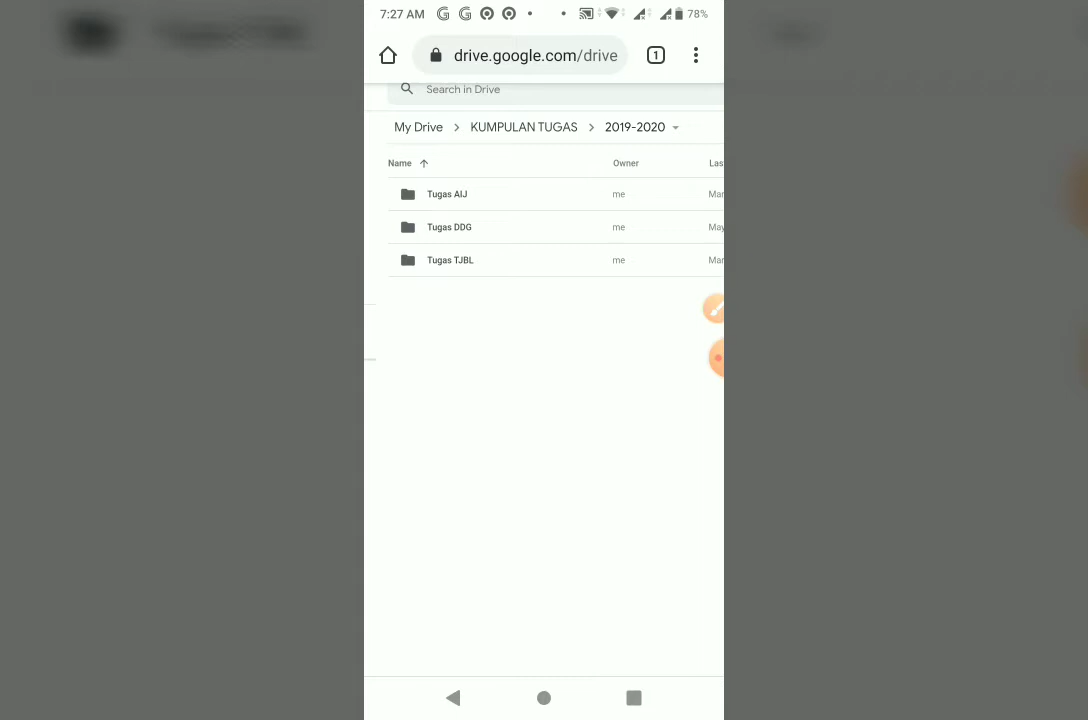 7:27 AM 78%
drive.google.com/drive 1
Search in Drive
My Drive > KUMPULAN TUGAS > 2019-2020
Name Owner Las
Tugas AIJ me Mar
Tugas DDG me May
Tugas TJBL me Mar